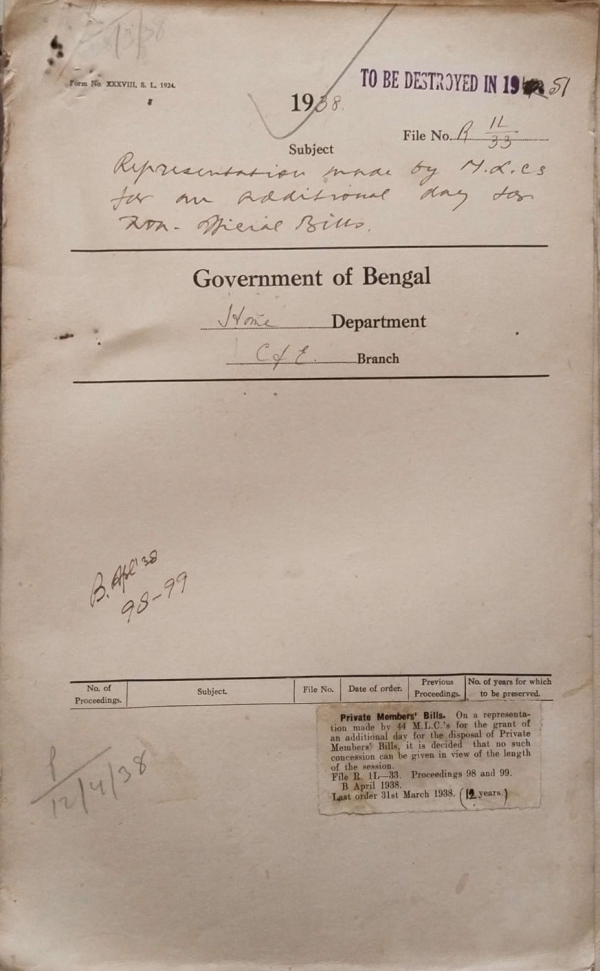 13/38
Form No. XXXVIII, S. L. 1924.
TO BE DESTROYED IN 19 51
1938.
File No. R 1L/33
Subject
Representation made by M.L.Cs
for an additional day for
Non-official Bills.
Government of Bengal
Home Department
C & E. Branch
B. Apl '38
98-99
No. of Proceedings.
Subject.
File No.
Date of order.
Previous Proceedings.
No. of years for which to be preserved.
Private Members' Bills. On a representa-
tion made by 44 M.L.C.'s for the grant of
an additional day for the disposal of Private
Members' Bills, it is decided that no such
concession can be given in view of the length
of the session.
File R. 1L—33. Proceedings 98 and 99.
B April 1938.
Last order 31st March 1938. (12 years.)
12/4/38